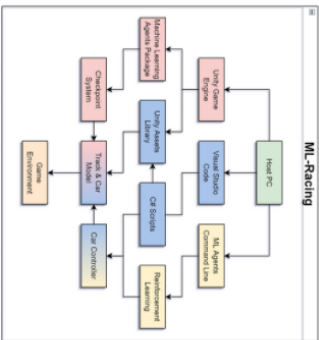 ML-Racing
Host PC
Unity Game
Engine
Visual Studio
Code
ML Agents
Command Line
Machine Learning
Agents Package
Unity Assets
Library
C# Scripts
Reinforcement
Learning
Checkpoint
System
Track & Car
Model
Car Controller
Game
Environment